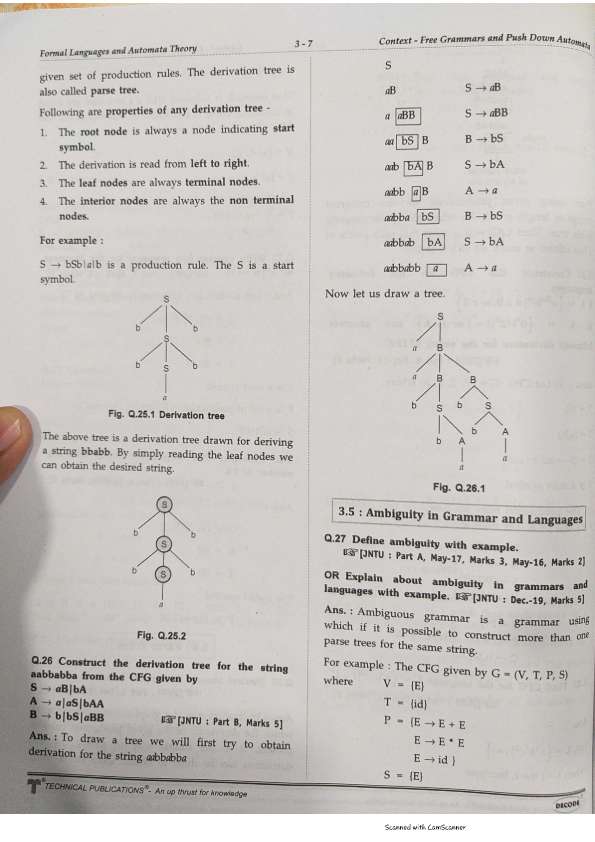 Formal Languages and Automata Theory
3 - 7
Context - Free Grammars and Push Down Automata
given set of production rules. The derivation tree is
also called parse tree.
Following are properties of any derivation tree -
1. The root node is always a node indicating start
symbol.
2. The derivation is read from left to right.
3. The leaf nodes are always terminal nodes.
4. The interior nodes are always the non terminal
nodes.
For example :
S → bSb|a|b is a production rule. The S is a start
symbol.
S
b b
S
b b
S
a
Fig. Q.25.1 Derivation tree
The above tree is a derivation tree drawn for deriving
a string bbabb. By simply reading the leaf nodes we
can obtain the desired string.
S
b b
S
b b
S
a
Fig. Q.25.2
Q.26 Construct the derivation tree for the string
aabbabba from the CFG given by
S → aB|bA
A → a|aS|bAA
B → b|bS|aBB
☞[JNTU : Part B, Marks 5]
Ans. : To draw a tree we will first try to obtain
derivation for the string aabbabba
S
aB S → aB
a aBB S → aBB
aa bS B B → bS
aab bA B S → bA
aabb a B A → a
aabba bS B → bS
aabbab bA S → bA
aabbabb a A → a
Now let us draw a tree.
S
a B
a B B
b S b S
b A b A
a a
Fig. Q.26.1
3.5 : Ambiguity in Grammar and Languages
Q.27 Define ambiguity with example.
☞[JNTU : Part A, May-17, Marks 3, May-16, Marks 2]
OR Explain about ambiguity in grammars and
languages with example. ☞[JNTU : Dec.-19, Marks 5]
Ans. : Ambiguous grammar is a grammar using
which if it is possible to construct more than one
parse trees for the same string.
For example : The CFG given by G = (V, T, P, S)
where V = {E}
T = {id}
P = {E → E + E
E → E * E
E → id }
S = {E}
TECHNICAL PUBLICATIONS® - An up thrust for knowledge
DECODE
Scanned with CamScanner